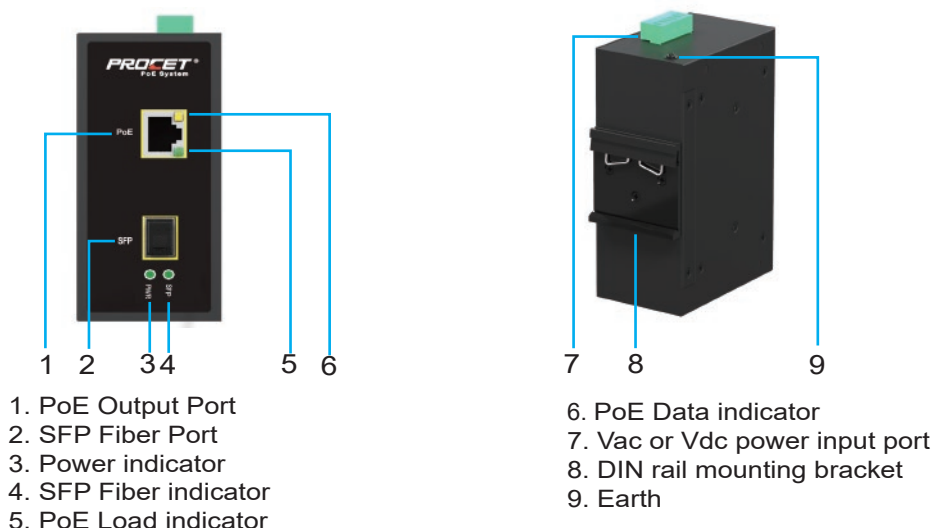 PROCET®
PoE System
PoE
SFP
PWR SFP
1 2 3 4 5 6
7 8 9
1. PoE Output Port
2. SFP Fiber Port
3. Power indicator
4. SFP Fiber indicator
5. PoE Load indicator
6. PoE Data indicator
7. Vac or Vdc power input port
8. DIN rail mounting bracket
9. Earth